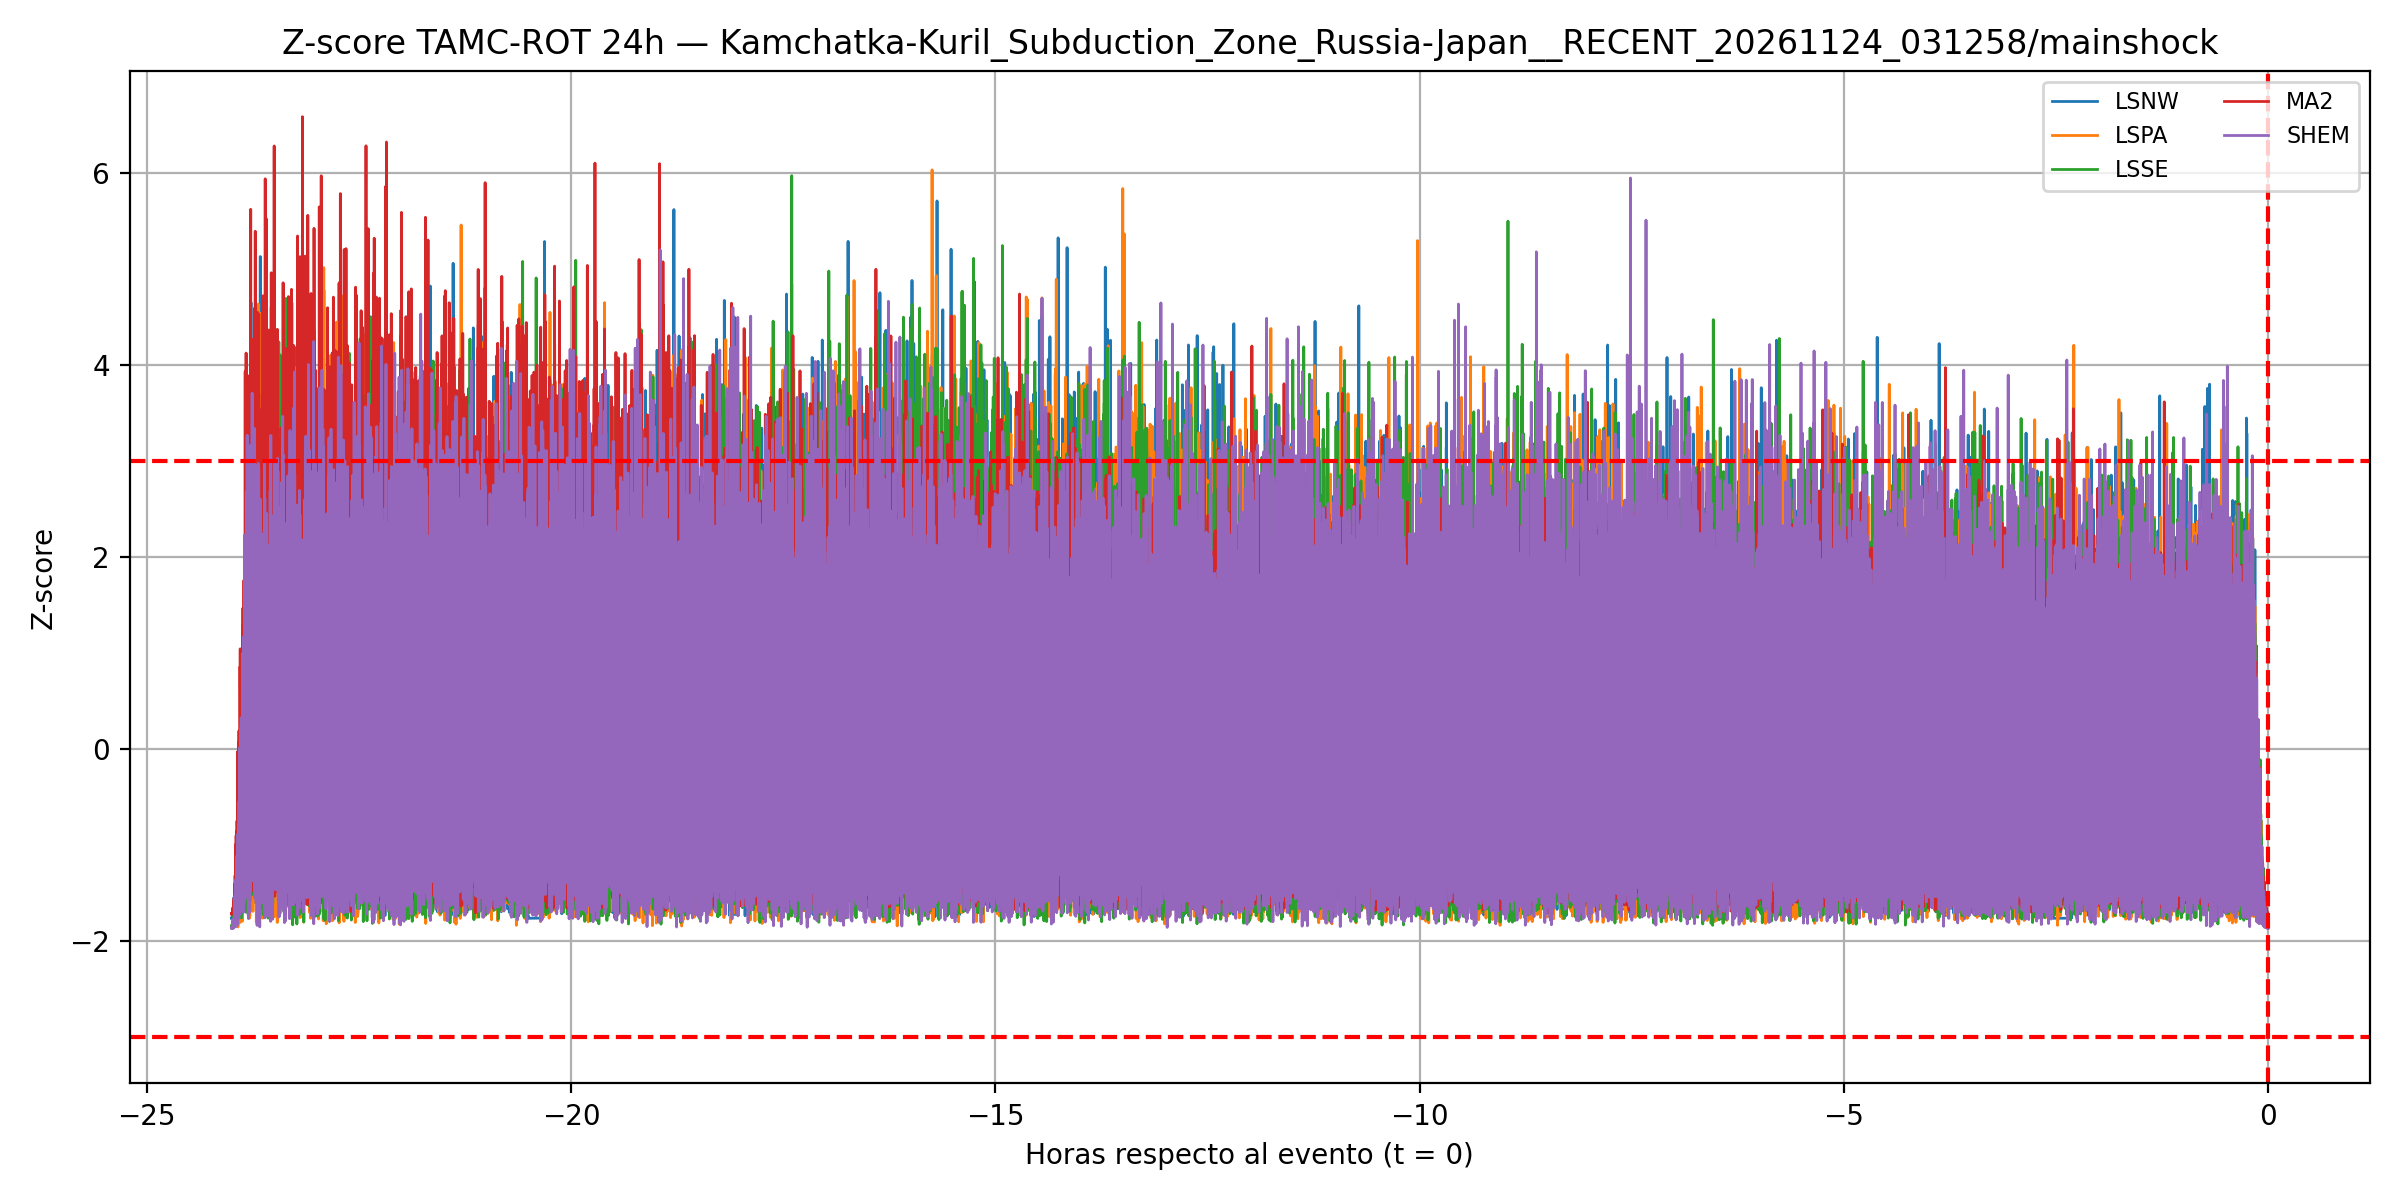 Z-score TAMC-ROT 24h — Kamchatka-Kuril_Subduction_Zone_Russia-Japan__RECENT_20261124_031258/mainshock
LSNW
LSPA
LSSE
MA2
SHEM
Z-score
6
4
2
0
−2
−25
−20
−15
−10
−5
0
Horas respecto al evento (t = 0)